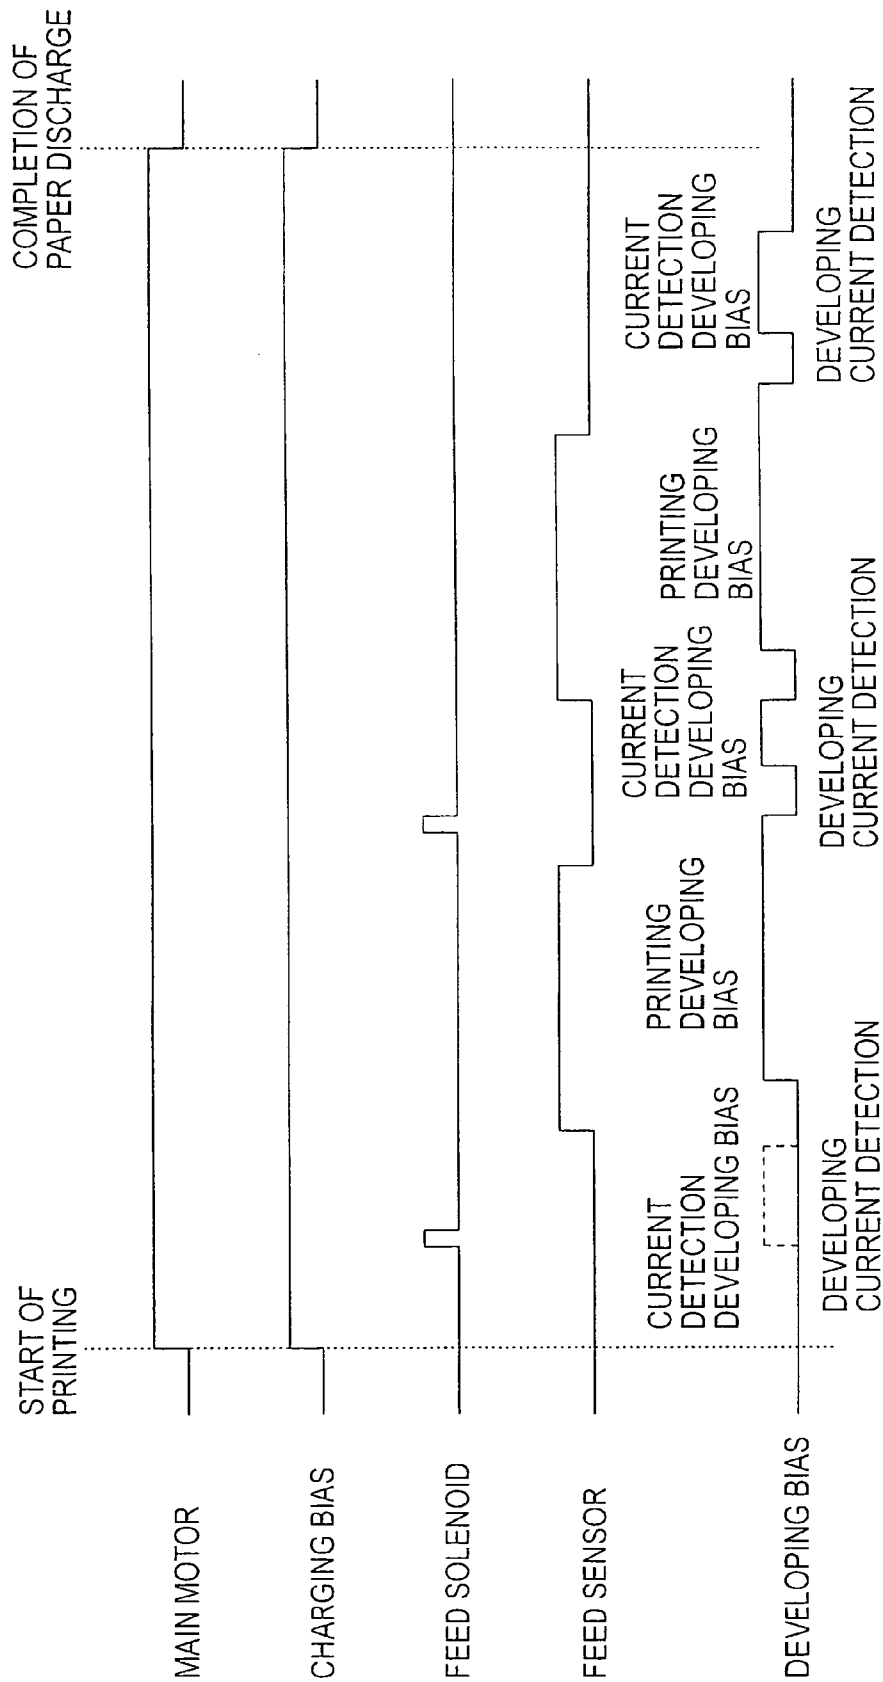 START OF
PRINTING
COMPLETION OF
PAPER DISCHARGE
MAIN MOTOR
CHARGING BIAS
FEED SOLENOID
FEED SENSOR
CURRENT
DETECTION
DEVELOPING BIAS
PRINTING
DEVELOPING
BIAS
CURRENT
DETECTION
DEVELOPING
BIAS
PRINTING
DEVELOPING
BIAS
CURRENT
DETECTION
DEVELOPING
BIAS
DEVELOPING BIAS
DEVELOPING
CURRENT DETECTION
DEVELOPING
CURRENT DETECTION
DEVELOPING
CURRENT DETECTION